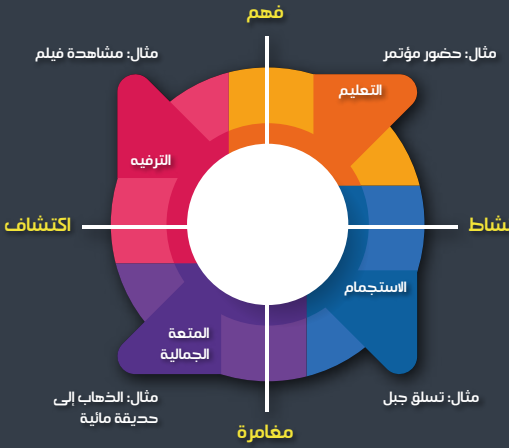 فهم
مثال: حضور مؤتمر
مثال: مشاهدة فيلم
التعليم
الترفيه
نشاط
اكتشاف
الاستجمام
المتعة
الجمالية
مثال: تسلق جبل
مثال: الذهاب إلى
حديقة مائية
مغامرة